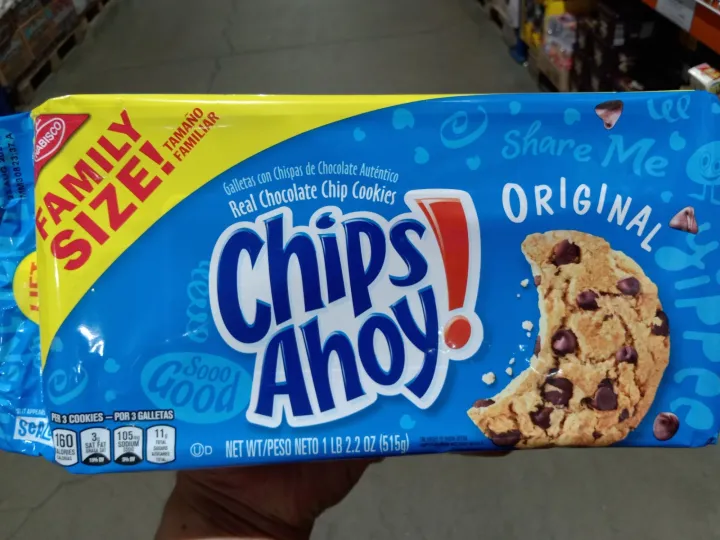 NABISCO
FAMILY
SIZE!
TAMAÑO
FAMILIAR
Galletas con Chispas de Chocolate Auténtico
Real Chocolate Chip Cookies
Chips
Ahoy!
Share Me
ORIGINAL
Sooo
Good
PER 3 COOKIES – POR 3 GALLETAS
160
CALORIES
3g
SAT FAT
105mg
SODIUM
11g
TOTAL
NET WT/PESO NETO 1 LB 2.2 OZ (515g)